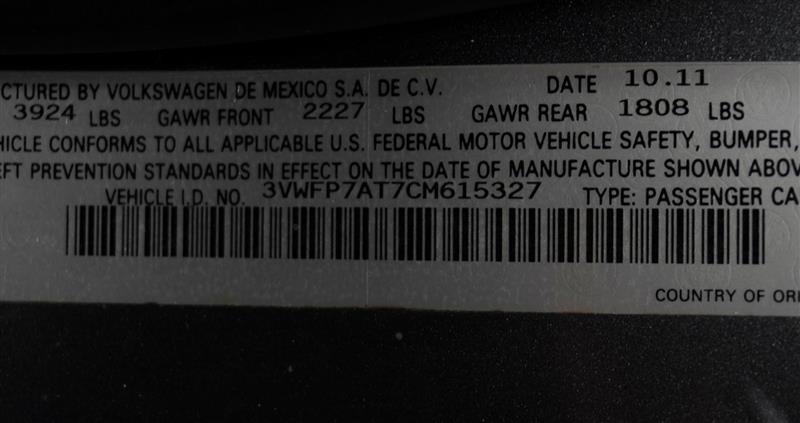 CTURED BY VOLKSWAGEN DE MEXICO S.A. DE C.V. DATE 10.11
3924 LBS GAWR FRONT 2227 LBS GAWR REAR 1808 LBS
HICLE CONFORMS TO ALL APPLICABLE U.S. FEDERAL MOTOR VEHICLE SAFETY, BUMPER,
EFT PREVENTION STANDARDS IN EFFECT ON THE DATE OF MANUFACTURE SHOWN ABOV
VEHICLE I.D. NO. 3VWFP7AT7CM615327 TYPE: PASSENGER CA
COUNTRY OF ORI